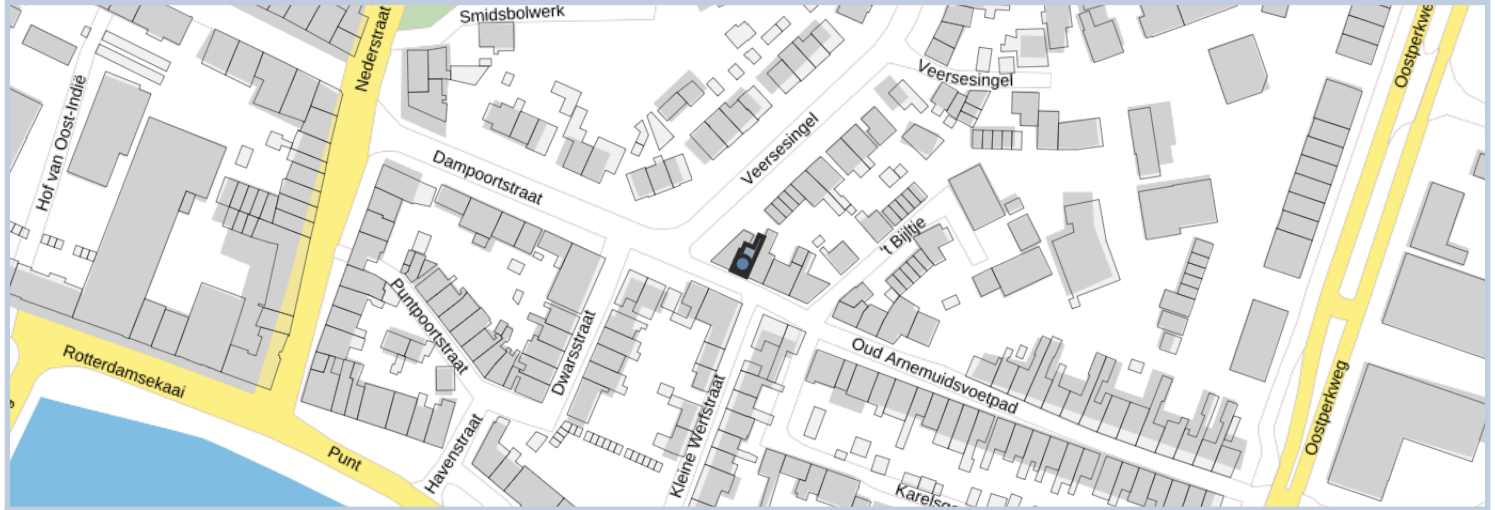 Smidsbolwerk
Nederstraat
Oostperkweg
Hof van Oost-Indië
Veersesingel
Veersesingel
Dampoortstraat
't Bijltje
Puntpoortstraat
Dwarsstraat
Rotterdamsekaai
Oud Arnemuidsvoetpad
Kleine Werfstraat
Oostperkweg
Havenstraat
Punt